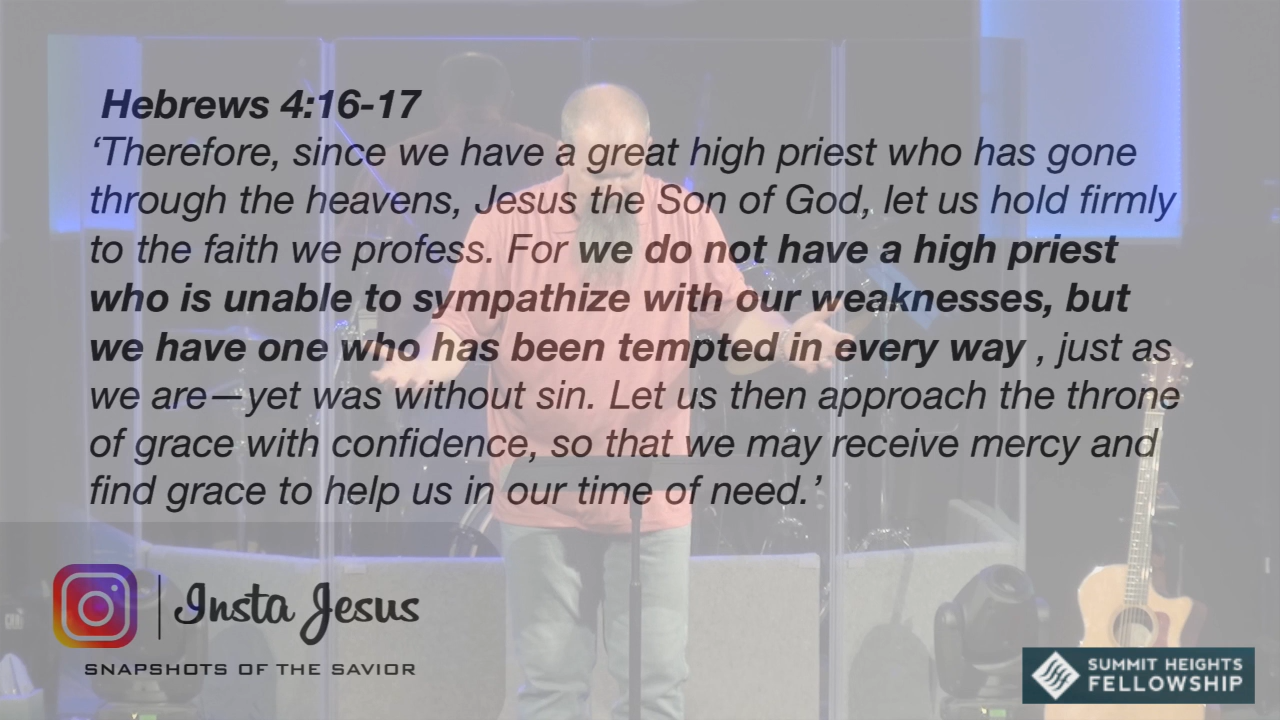 Hebrews 4:16-17
‘Therefore, since we have a great high priest who has gone
through the heavens, Jesus the Son of God, let us hold firmly
to the faith we profess. For we do not have a high priest
who is unable to sympathize with our weaknesses, but
we have one who has been tempted in every way , just as
we are—yet was without sin. Let us then approach the throne
of grace with confidence, so that we may receive mercy and
find grace to help us in our time of need.’
Insta Jesus
SNAPSHOTS OF THE SAVIOR
SUMMIT HEIGHTS
FELLOWSHIP